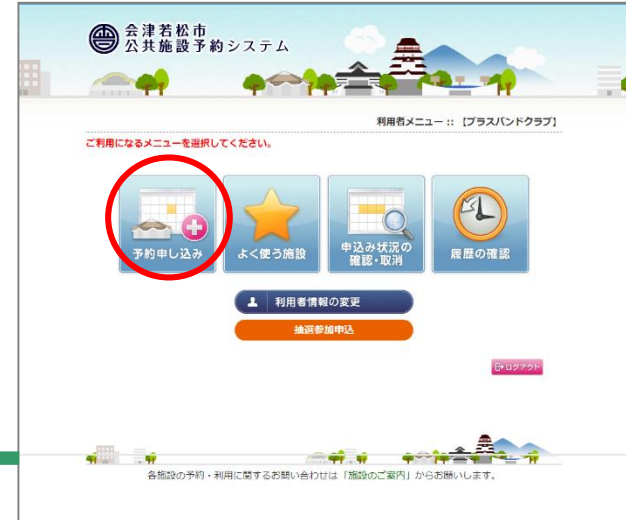 会津若松市
公共施設予約システム
利用者メニュー :: 【ブラスバンドクラブ】
ご利用になるメニューを選択してください。
予約申し込み
よく使う施設
申込み状況の
確認・取消
履歴の確認
利用者情報の変更
抽選参加申込
ログアウト
各施設の予約・利用に関するお問い合わせは「施設のご案内」からお願いします。